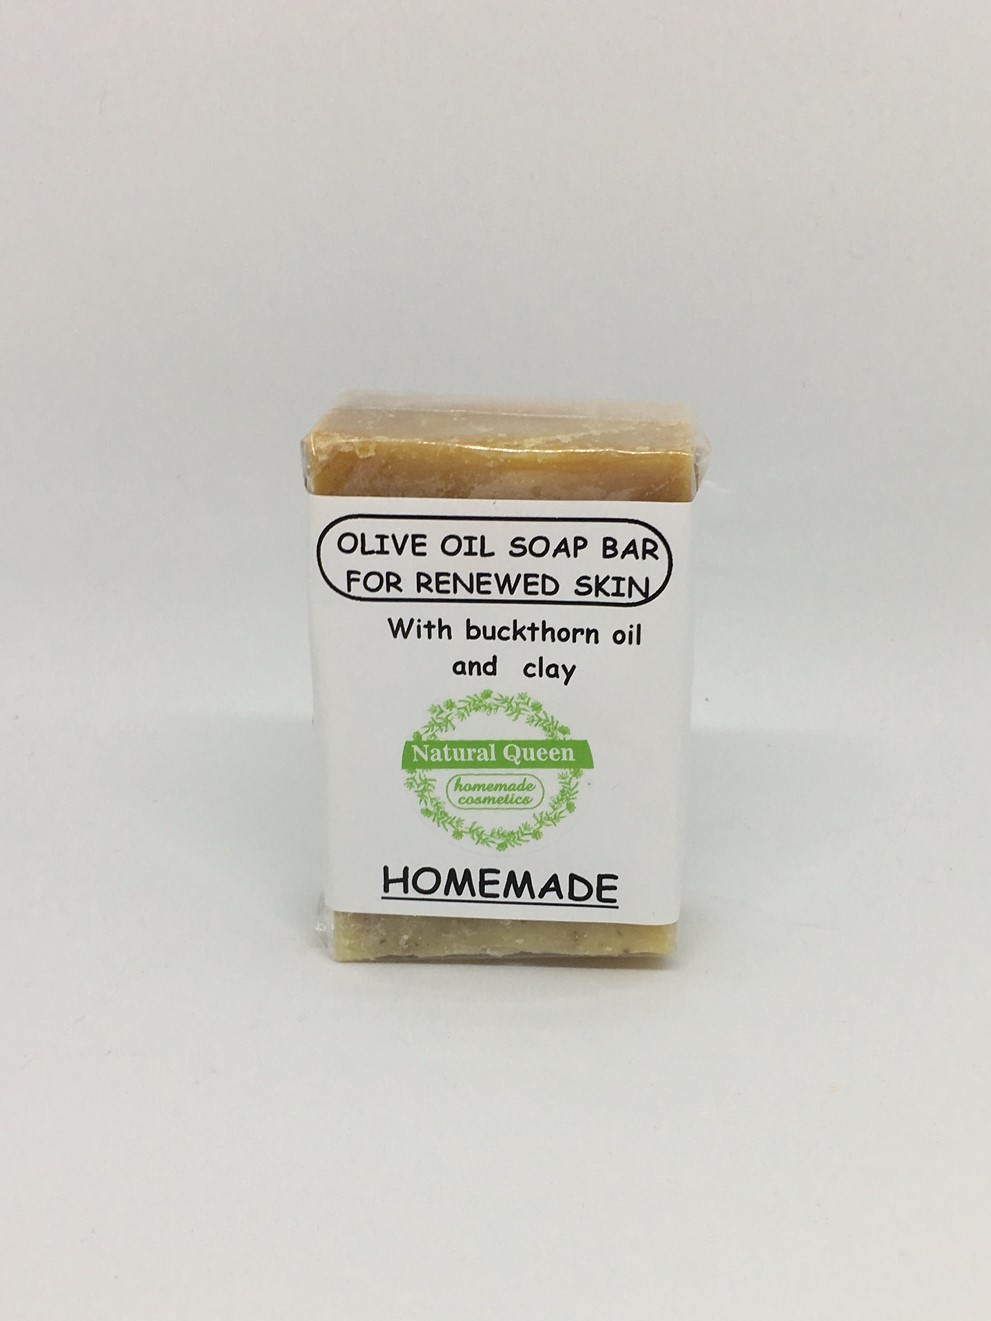 OLIVE OIL SOAP BAR
FOR RENEWED SKIN
With buckthorn oil
and clay
Natural Queen
homemade
cosmetics
HOMEMADE